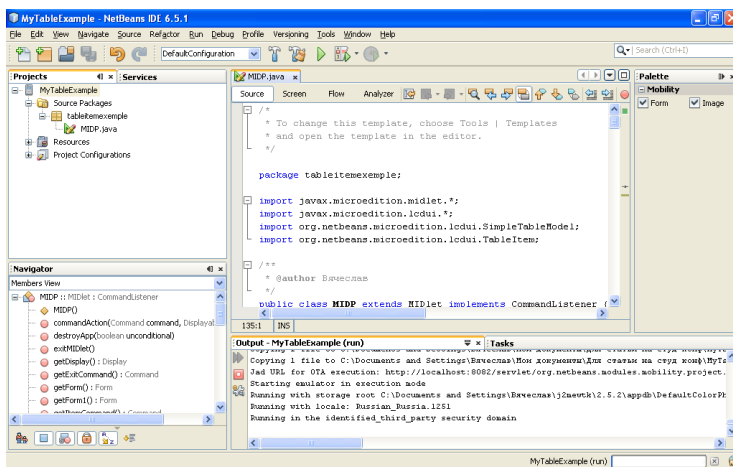 MyTableExample - NetBeans IDE 6.5.1
File Edit View Navigate Source Refactor Run Debug Profile Versioning Tools Window Help
DefaultConfiguration
Search (Ctrl+I)
Projects
Services
MyTableExample
Source Packages
tableitemexemple
MIDP.java
Resources
Project Configurations
Navigator
Members View
MIDP :: MIDlet : CommandListener
MIDP()
commandAction(Command command, Displayal
destroyApp(boolean unconditional)
exitMIDlet()
getDisplay() : Display
getExitCommand() : Command
getForm() : Form
getForm1() : Form
MIDP.java
Source Screen Flow Analyzer
/*
* To change this template, choose Tools | Templates
* and open the template in the editor.
*/
package tableitemexemple;
import javax.microedition.midlet.*;
import javax.microedition.lcdui.*;
import org.netbeans.microedition.lcdui.SimpleTableModel;
import org.netbeans.microedition.lcdui.TableItem;
/**
* @author Вячеслав
*/
public class MIDP extends MIDlet implements CommandListener {
135:1 INS
Palette
Mobility
Form Image
Output - MyTableExample (run)
Tasks
Copying 1 file to C:\Documents and Settings\Вячеслав\Мои документы\Для статьи на студ конф\MyTa
Jad URL for OTA execution: http://localhost:8082/servlet/org.netbeans.modules.mobility.project.
Starting emulator in execution mode
Running with storage root C:\Documents and Settings\Вячеслав\j2mewtk\2.5.2\appdb\DefaultColorPh
Running with locale: Russian_Russia.1251
Running in the identified_third_party security domain
MyTableExample (run)